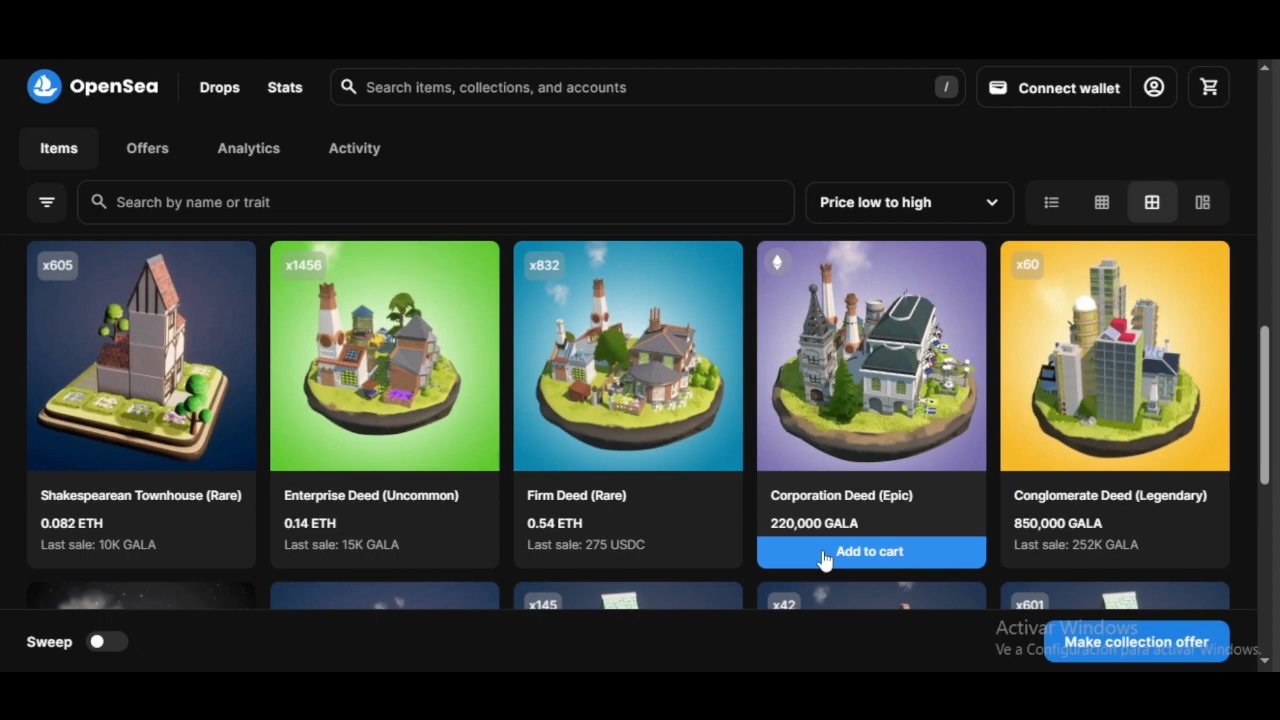 OpenSea
Drops
Stats
Search items, collections, and accounts
/
Connect wallet
Items
Offers
Analytics
Activity
Search by name or trait
Price low to high
x605
x1456
x832
x60
Shakespearean Townhouse (Rare)
0.082 ETH
Last sale: 10K GALA
Enterprise Deed (Uncommon)
0.14 ETH
Last sale: 15K GALA
Firm Deed (Rare)
0.54 ETH
Last sale: 275 USDC
Corporation Deed (Epic)
220,000 GALA
Add to cart
Conglomerate Deed (Legendary)
850,000 GALA
Last sale: 252K GALA
x145
x42
x601
Sweep
Make collection offer
Activar Windows
Ve a Configuración para activar Windows.